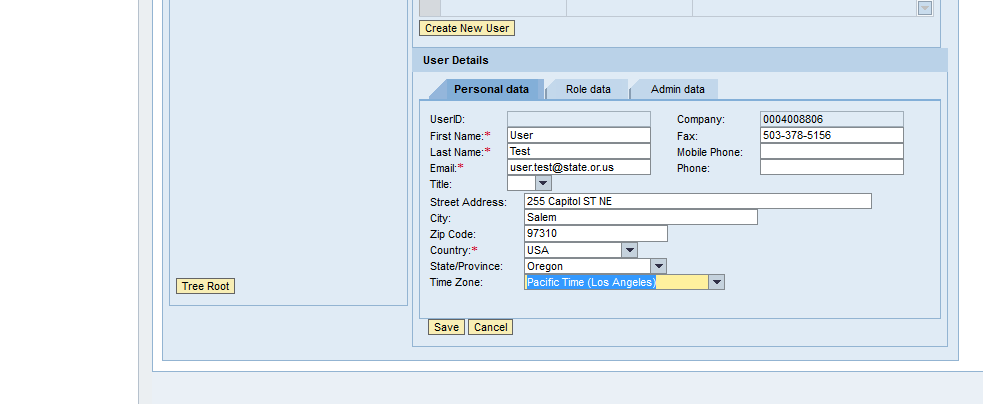 Create New User
User Details
Personal data Role data Admin data
UserID: Company: 0004008806
First Name:* User Fax: 503-378-5156
Last Name:* Test Mobile Phone:
Email:* user.test@state.or.us Phone:
Title:
Street Address: 255 Capitol ST NE
City: Salem
Zip Code: 97310
Country:* USA
State/Province: Oregon
Time Zone: Pacific Time (Los Angeles)
Tree Root
Save Cancel